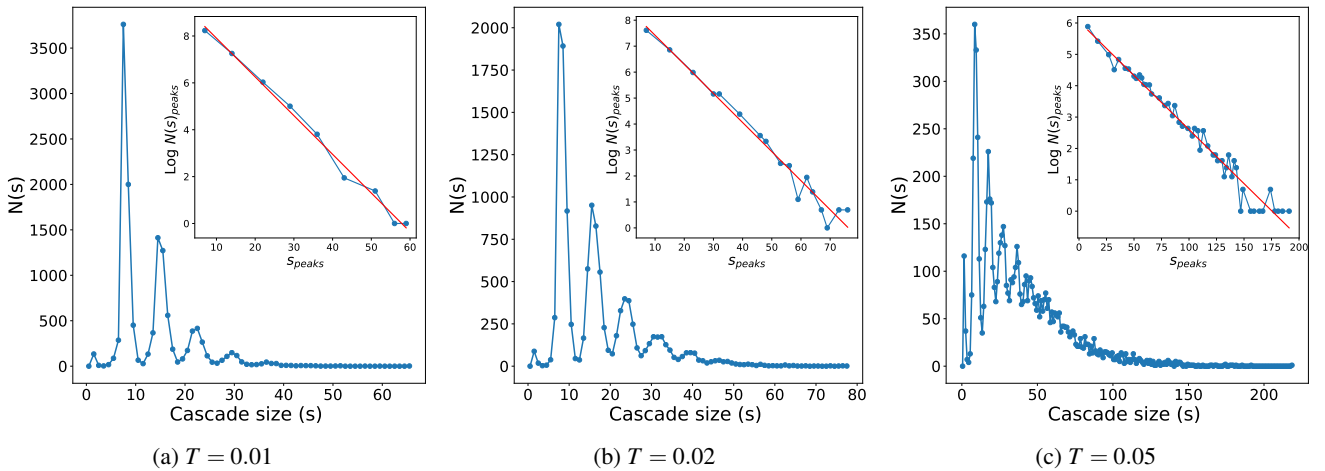 3500
3000
2500
2000
1500
1000
500
0
N(s)
0 10 20 30 40 50 60
Cascade size (s)
8
6
4
2
0
Log N(s)peaks
10 20 30 40 50 60
speaks
(a) T = 0.01
2000
1750
1500
1250
1000
750
500
250
0
N(s)
0 10 20 30 40 50 60 70 80
Cascade size (s)
8
7
6
5
4
3
2
1
0
Log N(s)peaks
10 20 30 40 50 60 70
speaks
(b) T = 0.02
350
300
250
200
150
100
50
0
N(s)
0 50 100 150 200
Cascade size (s)
6
5
4
3
2
1
0
Log N(s)peaks
0 25 50 75 100 125 150 175 200
speaks
(c) T = 0.05